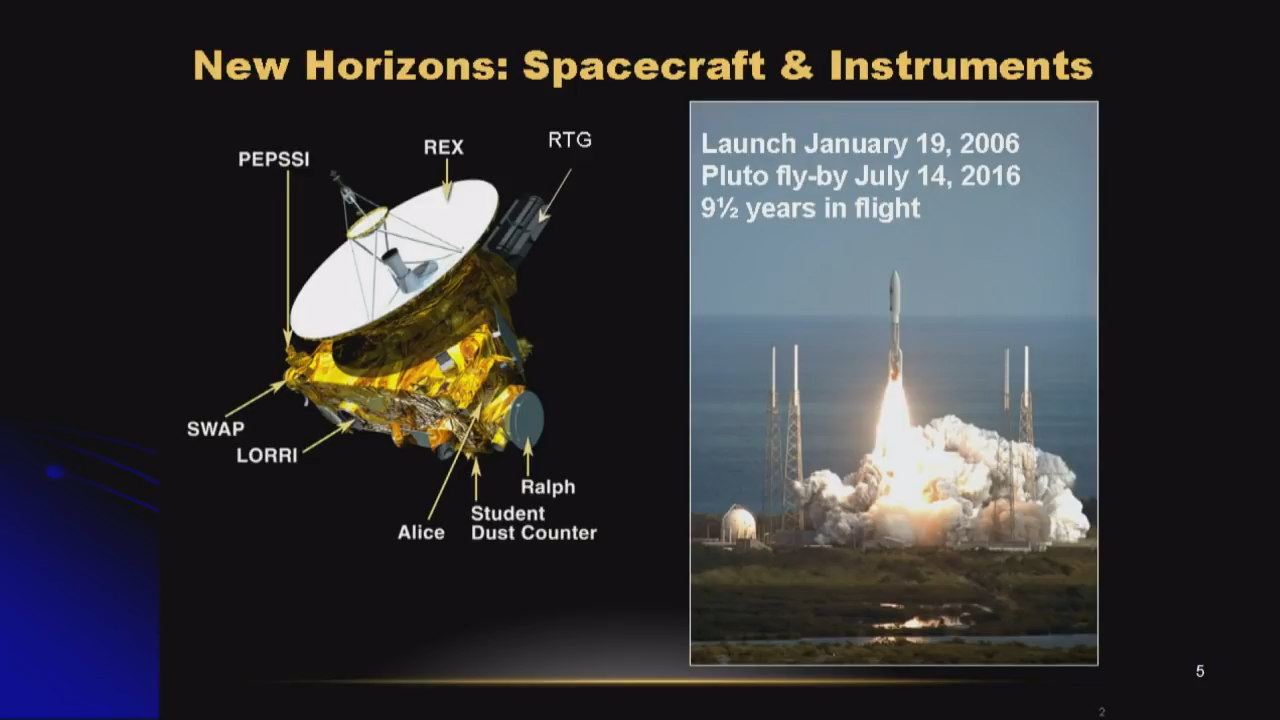 New Horizons: Spacecraft & Instruments
PEPSSI
REX
RTG
SWAP
LORRI
Alice
Student
Dust Counter
Ralph
Launch January 19, 2006
Pluto fly-by July 14, 2016
9½ years in flight
5
2